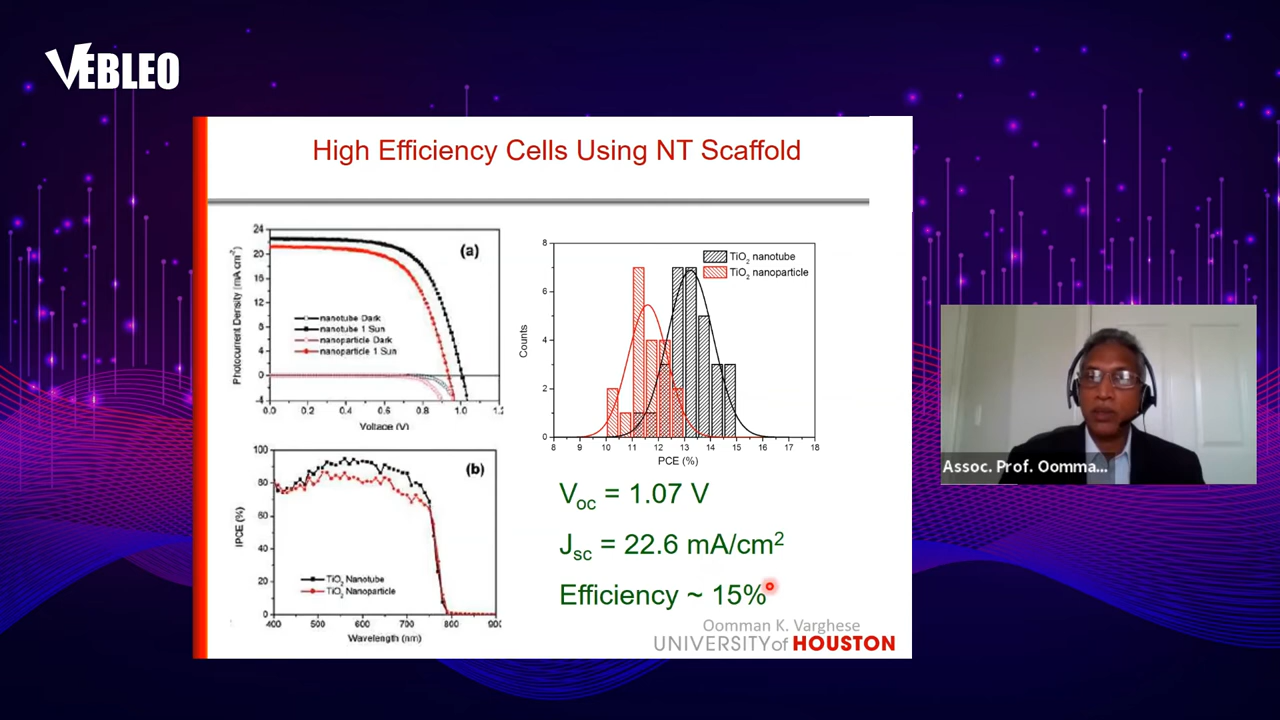 VEBLEO
High Efficiency Cells Using NT Scaffold
(a)
Photocurrent Density (mA cm-2)
24
20
16
12
8
4
0
-4
nanotube Dark
nanotube 1 Sun
nanoparticle Dark
nanoparticle 1 Sun
0.0 0.2 0.4 0.6 0.8 1.0 1.2
Voltage (V)
TiO2 nanotube
TiO2 nanoparticle
Counts
8
6
4
2
0
8 9 10 11 12 13 14 15 16 17 18
PCE (%)
(b)
IPCE (%)
100
80
60
40
20
0
TiO2 Nanotube
TiO2 Nanoparticle
400 500 600 700 800 900
Wavelength (nm)
Voc = 1.07 V
Jsc = 22.6 mA/cm2
Efficiency ~ 15%
Oomman K. Varghese
UNIVERSITY of HOUSTON
Assoc. Prof. Oomma...